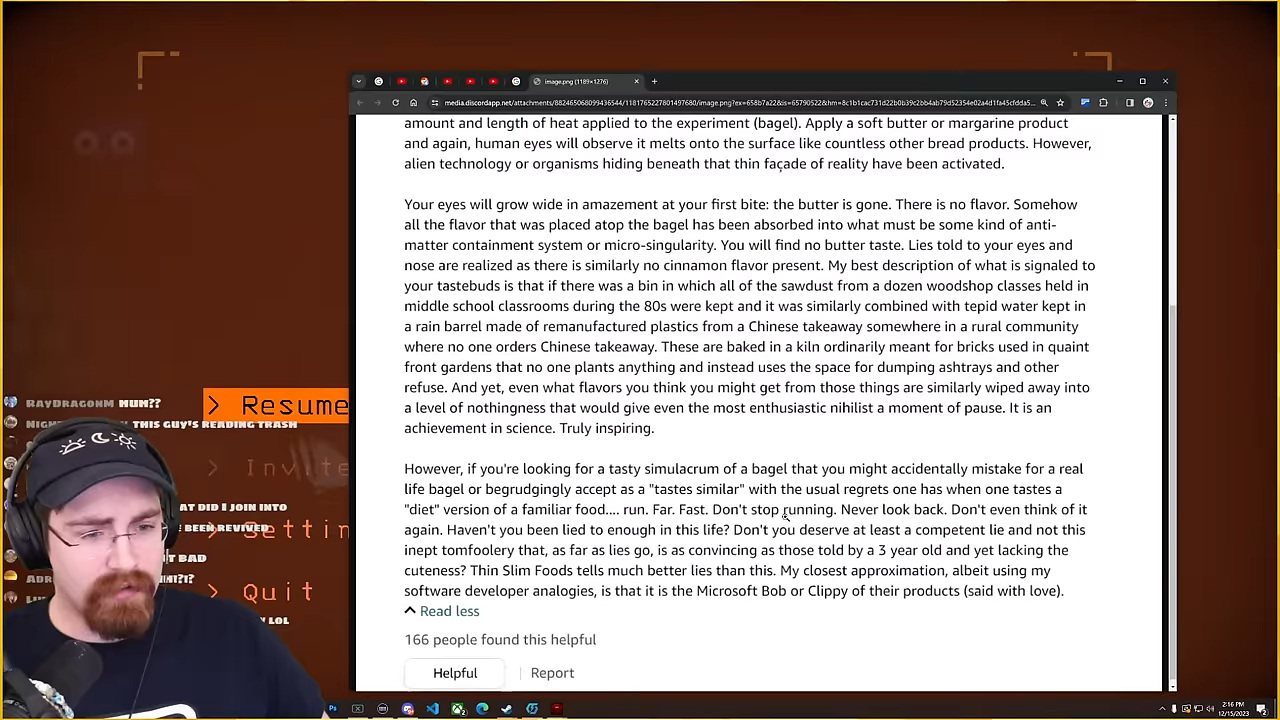 image.png (1189×1276)
amount and length of heat applied to the experiment (bagel). Apply a soft butter or margarine product
and again, human eyes will observe it melts onto the surface like countless other bread products. However,
alien technology or organisms hiding beneath that thin façade of reality have been activated.
Your eyes will grow wide in amazement at your first bite: the butter is gone. There is no flavor. Somehow
all the flavor that was placed atop the bagel has been absorbed into what must be some kind of anti-
matter containment system or micro-singularity. You will find no butter taste. Lies told to your eyes and
nose are realized as there is similarly no cinnamon flavor present. My best description of what is signaled to
your tastebuds is that if there was a bin in which all of the sawdust from a dozen woodshop classes held in
middle school classrooms during the 80s were kept and it was similarly combined with tepid water kept in
a rain barrel made of remanufactured plastics from a Chinese takeaway somewhere in a rural community
where no one orders Chinese takeaway. These are baked in a kiln ordinarily meant for bricks used in quaint
front gardens that no one plants anything and instead uses the space for dumping ashtrays and other
refuse. And yet, even what flavors you think you might get from those things are similarly wiped away into
a level of nothingness that would give even the most enthusiastic nihilist a moment of pause. It is an
achievement in science. Truly inspiring.
However, if you're looking for a tasty simulacrum of a bagel that you might accidentally mistake for a real
life bagel or begrudgingly accept as a "tastes similar" with the usual regrets one has when one tastes a
"diet" version of a familiar food.... run. Far. Fast. Don't stop running. Never look back. Don't even think of it
again. Haven't you been lied to enough in this life? Don't you deserve at least a competent lie and not this
inept tomfoolery that, as far as lies go, is as convincing as those told by a 3 year old and yet lacking the
cuteness? Thin Slim Foods tells much better lies than this. My closest approximation, albeit using my
software developer analogies, is that it is the Microsoft Bob or Clippy of their products (said with love).
Read less
166 people found this helpful
Helpful | Report
RAYDRAGONM HUH??
THIS GUY'S READING TRASH
DID I JOIN INTO
BEEN REVIVED
BAD
LOL
> Resume
> Invite
Settin
> Quit
2:16 PM
12/15/2023